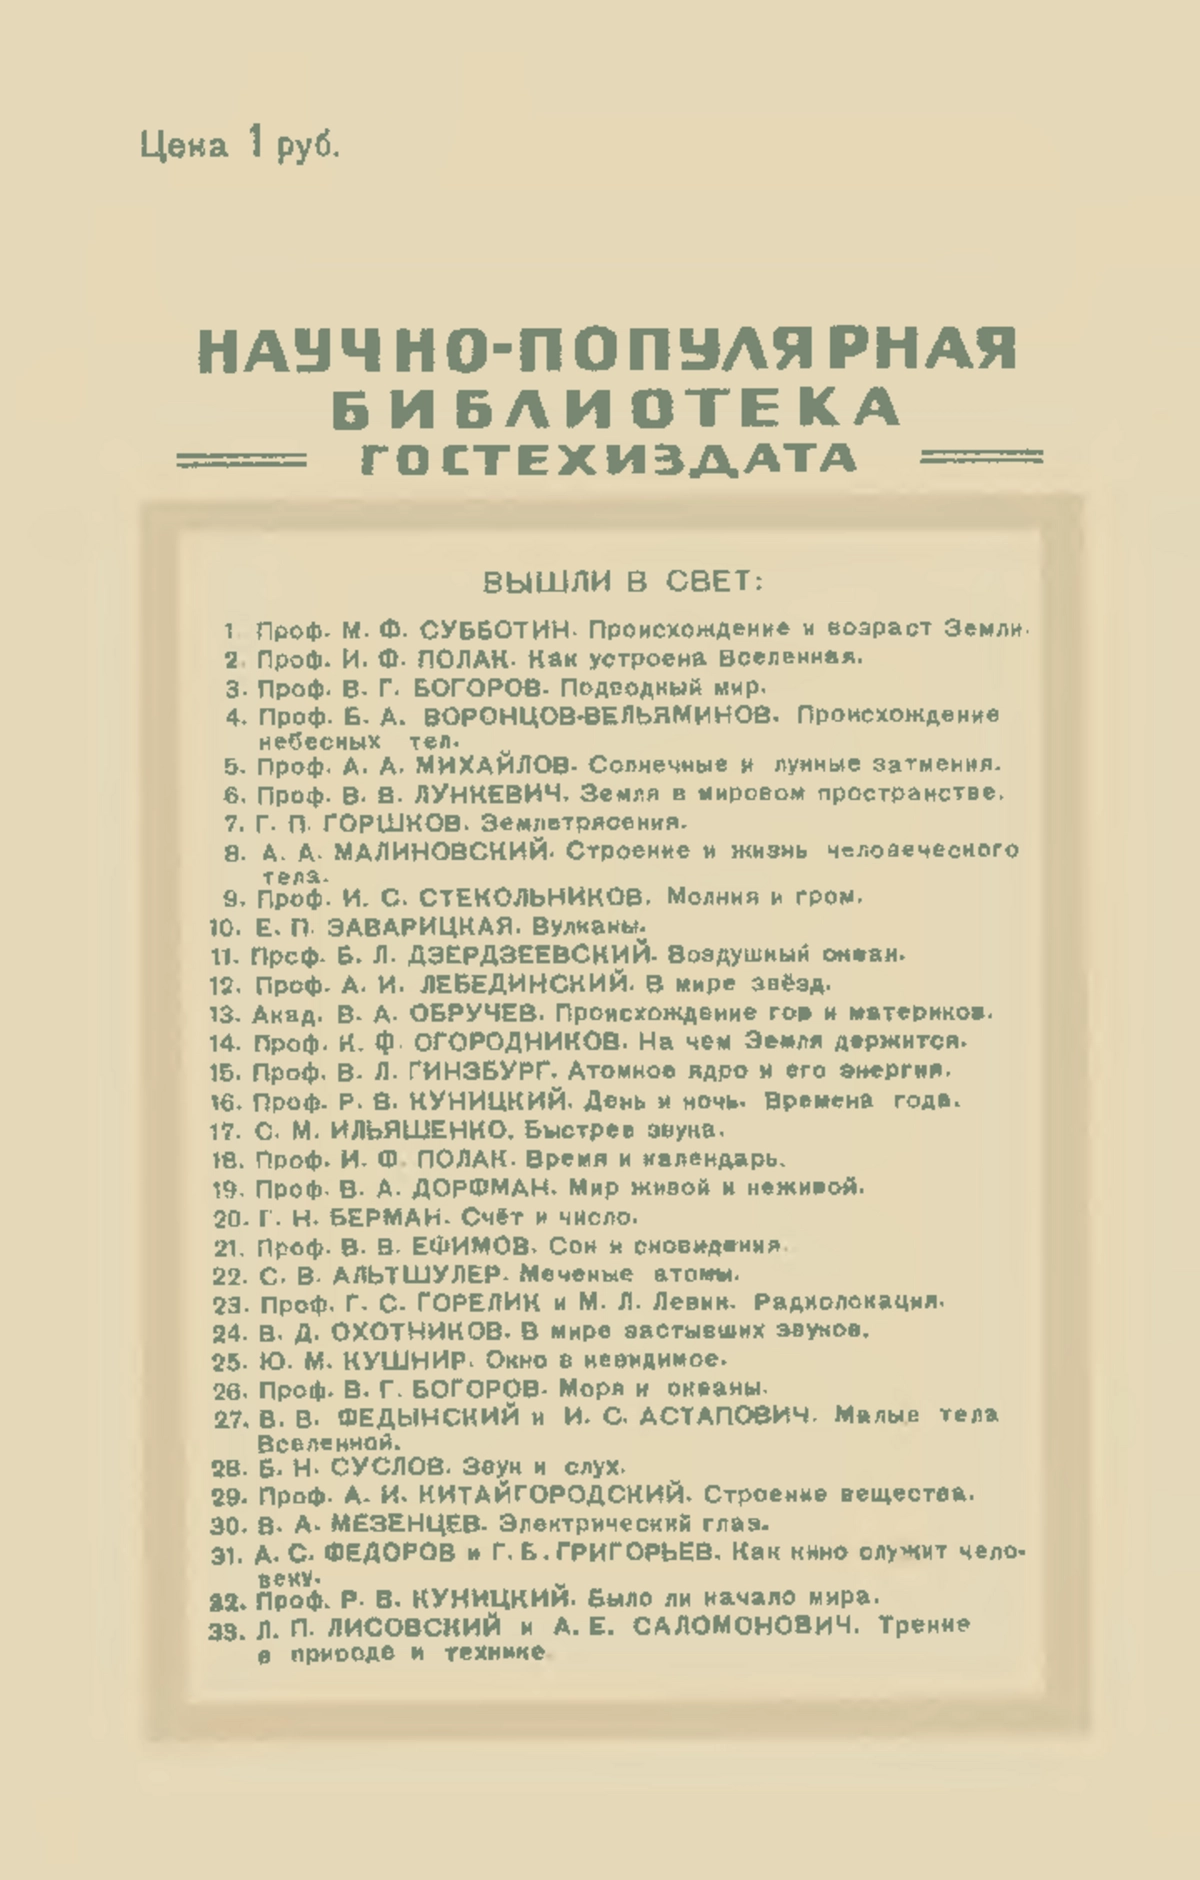 Цена 1 руб.
НАУЧНО-ПОПУЛЯРНАЯ
БИБЛИОТЕКА
ГОСТЕХИЗДАТА
ВЫШЛИ В СВЕТ:
1. Проф. М. Ф. СУББОТИН. Происхождение и возраст Земли.
2. Проф. И. Ф. ПОЛАК. Как устроена Вселенная.
3. Проф. В. Г. БОГОРОВ. Подводный мир.
4. Проф. Б. А. ВОРОНЦОВ-ВЕЛЬЯМИНОВ. Происхождение
небесных тел.
5. Проф. А. А. МИХАЙЛОВ. Солнечные и лунные затмения.
6. Проф. В. В. ЛУНКЕВИЧ. Земля в мировом пространстве.
7. Г. П. ГОРШКОВ. Землетрясения.
8. А. А. МАЛИНОВСКИЙ. Строение и жизнь человеческого
тела.
9. Проф. И. С. СТЕКОЛЬНИКОВ. Молния и гром.
10. Е. П. ЗАВАРИЦКАЯ. Вулканы.
11. Проф. Б. Л. ДЗЕРДЗЕЕВСКИЙ. Воздушный океан.
12. Проф. А. И. ЛЕБЕДИНСКИЙ. В мире звёзд.
13. Акад. В. А. ОБРУЧЕВ. Происхождение гор и материков.
14. Проф. К. Ф. ОГОРОДНИКОВ. На чем Земля держится.
15. Проф. В. Л. ГИНЗБУРГ. Атомное ядро и его энергия.
16. Проф. Р. В. КУНИЦКИЙ. День и ночь. Времена года.
17. С. М. ИЛЬЯШЕНКО. Быстрее звука.
18. Проф. И. Ф. ПОЛАК. Время и календарь.
19. Проф. В. А. ДОРФМАН. Мир живой и неживой.
20. Г. Н. БЕРМАН. Счёт и число.
21. Проф. В. В. ЕФИМОВ. Сон и сновидения.
22. С. В. АЛЬТШУЛЕР. Меченые атомы.
23. Проф. Г. С. ГОРЕЛИК и М. Л. Левин. Радиолокация.
24. В. Д. ОХОТНИКОВ. В мире застывших звуков.
25. Ю. М. КУШНИР. Окно в невидимое.
26. Проф. В. Г. БОГОРОВ. Моря и океаны.
27. В. В. ФЕДЫНСКИЙ и И. С. АСТАПОВИЧ. Малые тела
Вселенной.
28. Б. Н. СУСЛОВ. Звук и слух.
29. Проф. А. И. КИТАЙГОРОДСКИЙ. Строение вещества.
30. В. А. МЕЗЕНЦЕВ. Электрический глаз.
31. А. С. ФЕДОРОВ и Г. Б. ГРИГОРЬЕВ. Как кино служит чело-
веку.
32. Проф. Р. В. КУНИЦКИЙ. Было ли начало мира.
33. Л. П. ЛИСОВСКИЙ и А. Е. САЛОМОНОВИЧ. Трение
в природе и технике.